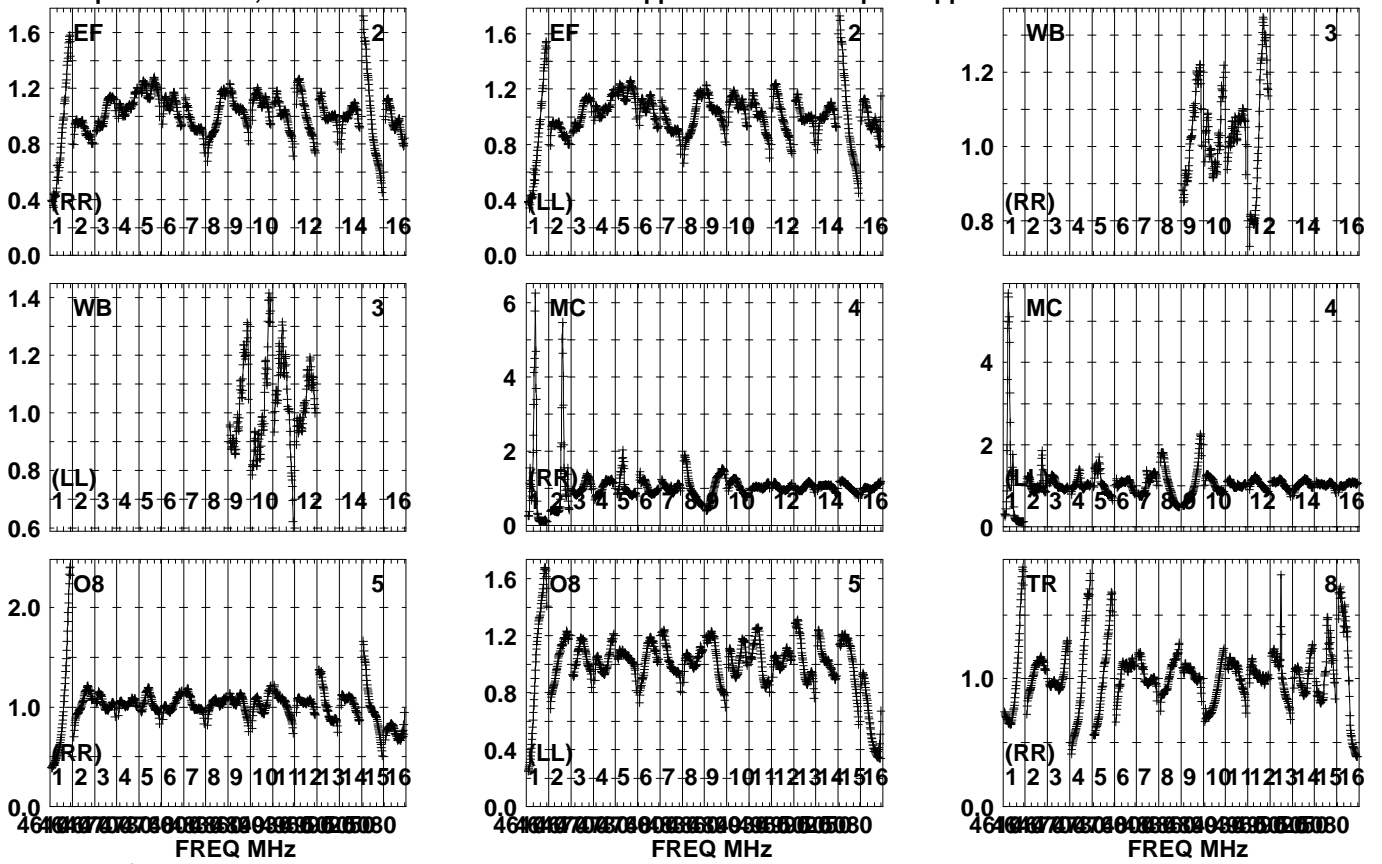 EF 2
1.6
1.2
0.8
0.4
0.0
(RR)
1 2 3 4 5 6 7 8 9 10 12 14 16
EF 2
1.6
1.2
0.8
0.4
0.0
(LL)
1 2 3 4 5 6 7 8 9 10 12 14 16
WB 3
1.2
1.0
0.8
(RR)
1 2 3 4 5 6 7 8 9 10 12 14 16
WB 3
1.4
1.2
1.0
0.8
0.6
(LL)
1 2 3 4 5 6 7 8 9 10 12 14 16
MC 4
6
4
2
0
(RR)
1 2 3 4 5 6 7 8 9 10 12 14 16
MC 4
6
4
2
0
1 2 3 4 5 6 7 8 9 10 12 14 16
O8 5
2.0
1.0
0.0
(RR)
1 2 3 4 5 6 7 8 9 10 11 12 13 14 15 16
FREQ MHz
O8 5
1.6
1.2
0.8
0.4
0.0
(LL)
1 2 3 4 5 6 7 8 9 10 11 12 13 14 15 16
FREQ MHz
TR 8
1.0
0.0
(RR)
1 2 3 4 5 6 7 8 9 10 11 12 13 14 15 16
FREQ MHz